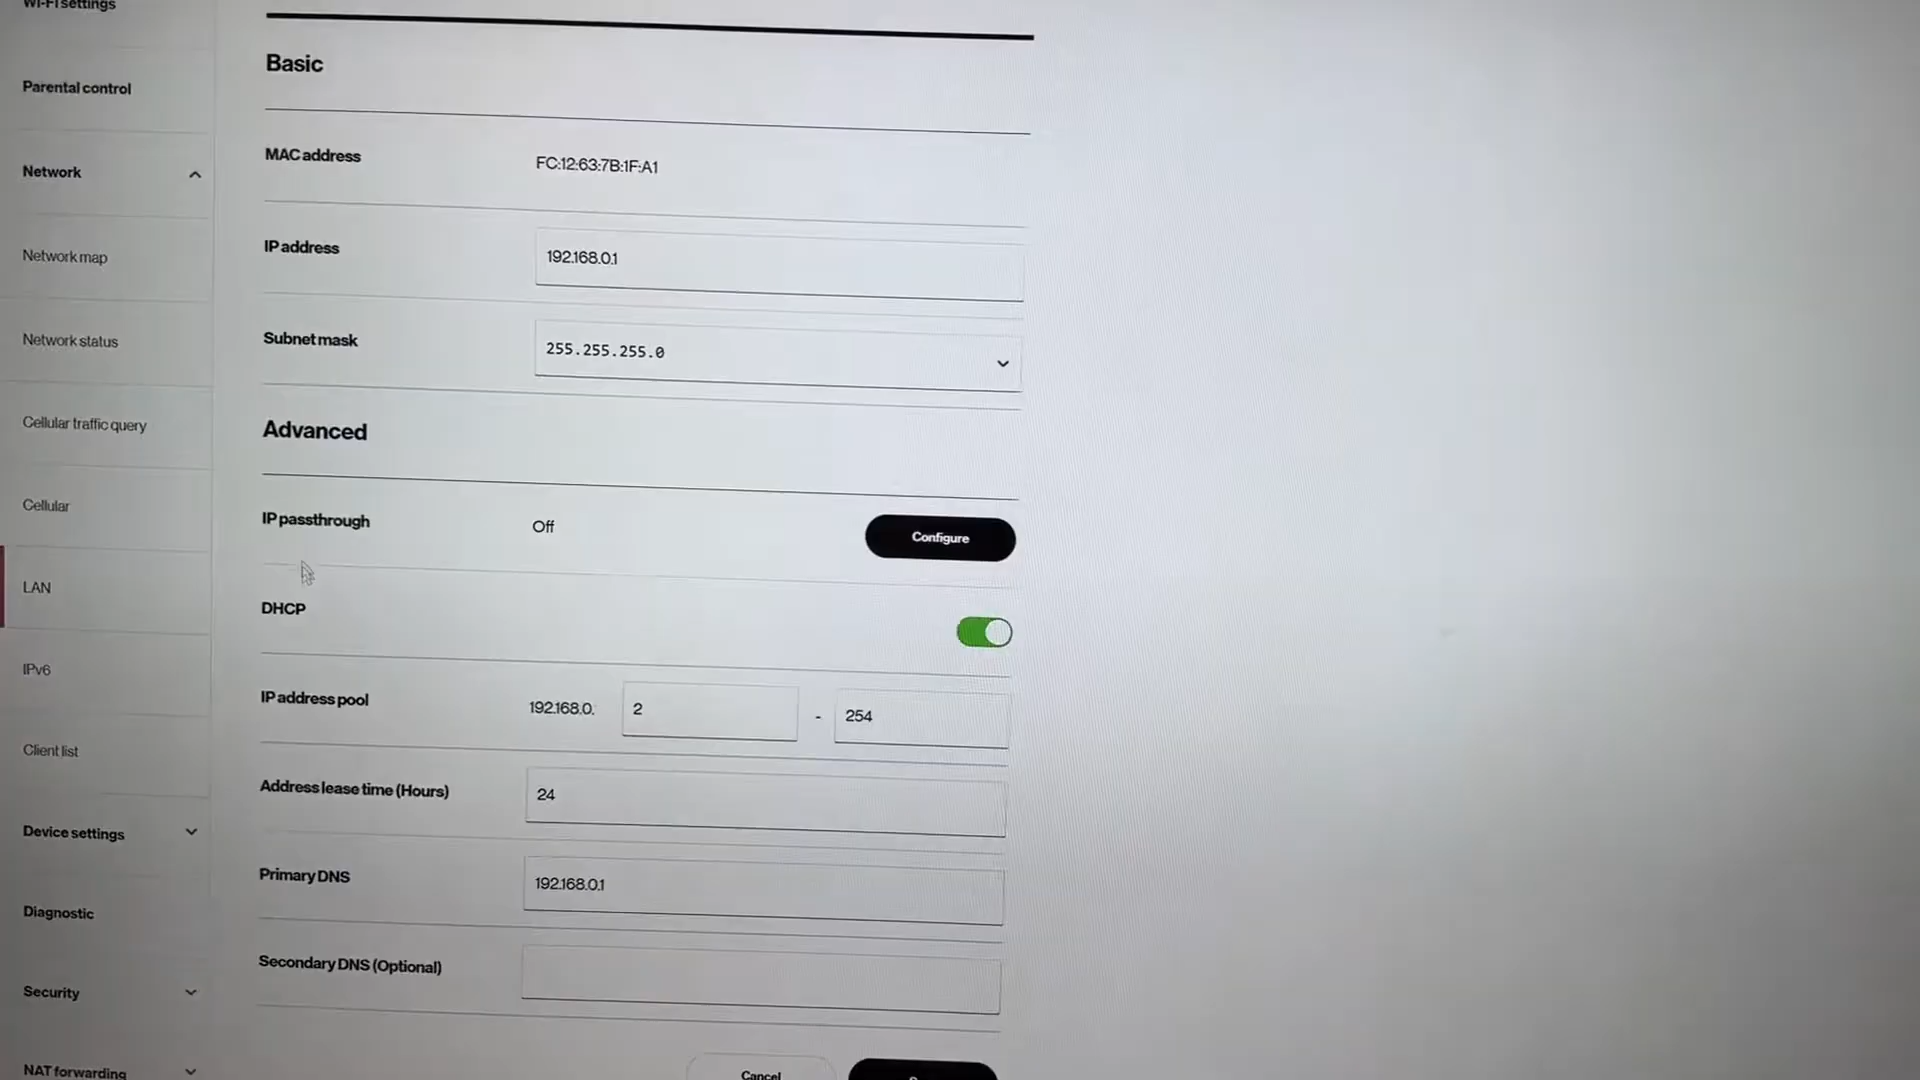 Wi-Fi settings
Parental control
Network
Network map
Network status
Cellular traffic query
Cellular
LAN
IPv6
Client list
Device settings
Diagnostic
Security
NAT forwarding
Basic
MAC address FC:12:63:7B:1F:A1
IP address 192.168.0.1
Subnet mask 255.255.255.0
Advanced
IP passthrough Off Configure
DHCP
IP address pool 192.168.0. 2 - 254
Address lease time (Hours) 24
Primary DNS 192.168.0.1
Secondary DNS (Optional)
Cancel